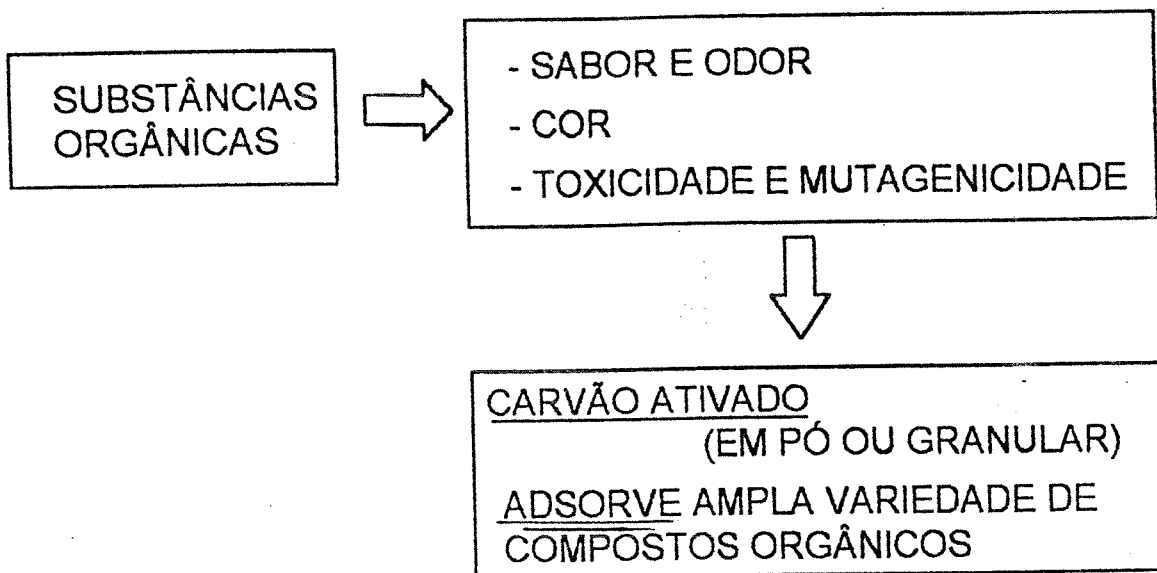 SUBSTÂNCIAS
ORGÂNICAS
- SABOR E ODOR
- COR
- TOXICIDADE E MUTAGENICIDADE
CARVÃO ATIVADO
(EM PÓ OU GRANULAR)
ADSORVE AMPLA VARIEDADE DE
COMPOSTOS ORGÂNICOS